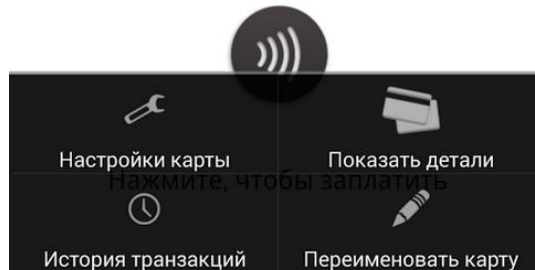 Настройки карты
Показать детали
Нажмите, чтобы заплатить
История транзакций
Переименовать карту